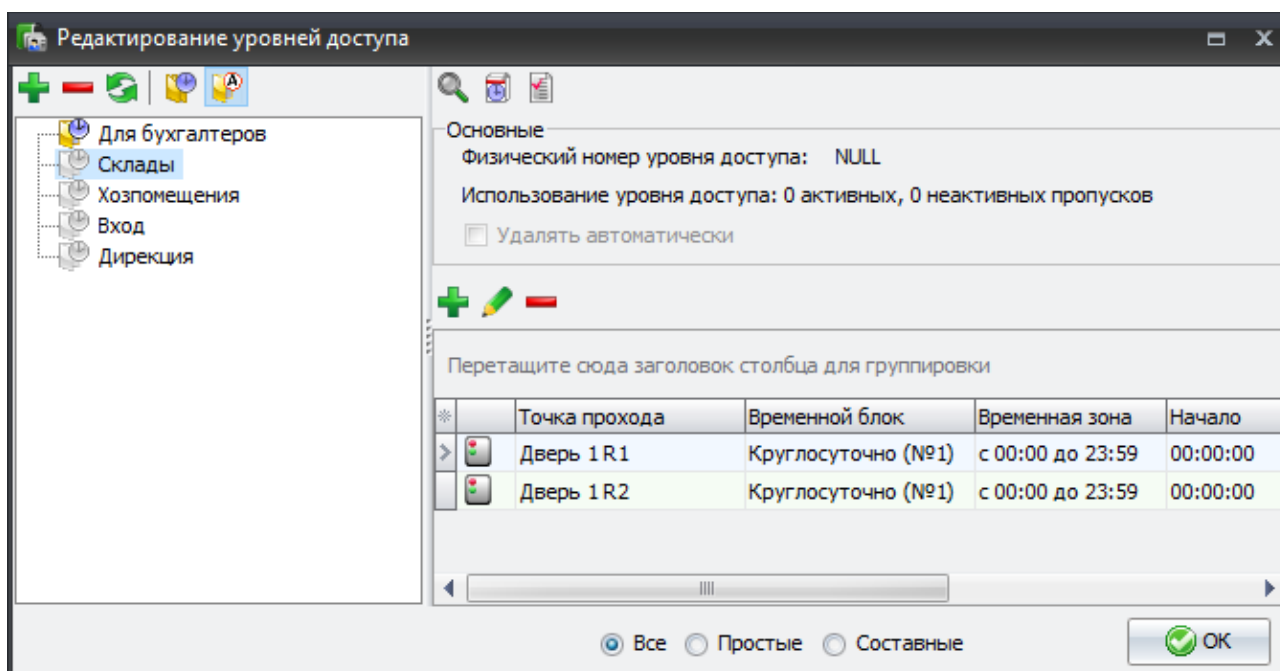 Редактирование уровней доступа
Для бухгалтеров
Склады
Хозпомещения
Вход
Дирекция
Основные
Физический номер уровня доступа: NULL
Использование уровня доступа: 0 активных, 0 неактивных пропусков
Удалять автоматически
Перетащите сюда заголовок столбца для группировки
Точка прохода Временной блок Временная зона Начало
Дверь 1 R1 Круглосуточно (№1) с 00:00 до 23:59 00:00:00
Дверь 1 R2 Круглосуточно (№1) с 00:00 до 23:59 00:00:00
Все Простые Составные OK